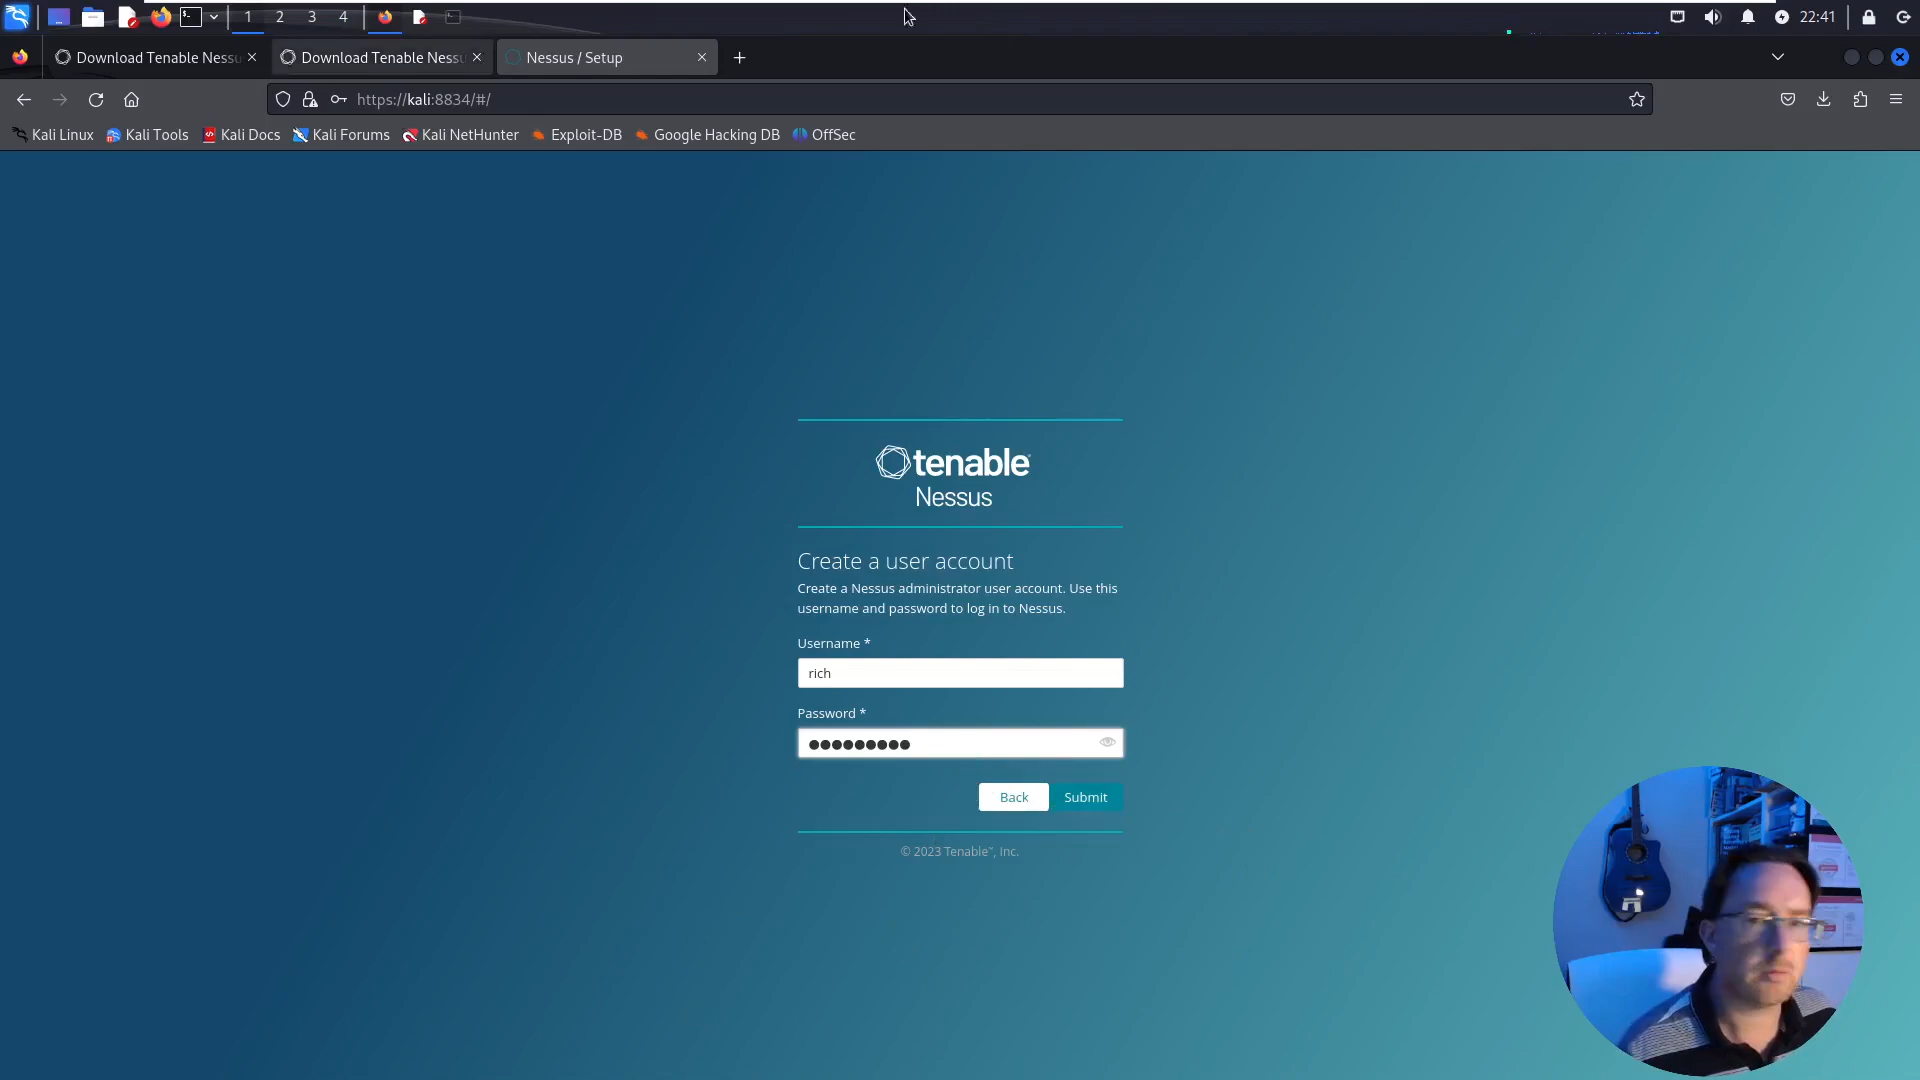 1 2 3 4 22:41
Download Tenable Nessu Download Tenable Nessu Nessus / Setup
https://kali:8834/#/
Kali Linux Kali Tools Kali Docs Kali Forums Kali NetHunter Exploit-DB Google Hacking DB OffSec
tenable
Nessus
Create a user account
Create a Nessus administrator user account. Use this
username and password to log in to Nessus.
Username *
rich
Password *
Back Submit
© 2023 Tenable™, Inc.